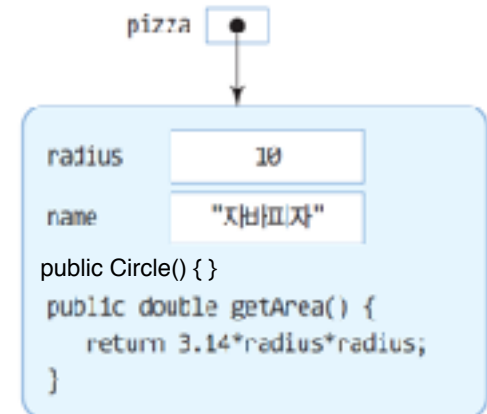 pizza
radius 10
name "자바피자"
public Circle() { }
public double getArea() {
return 3.14*radius*radius;
}